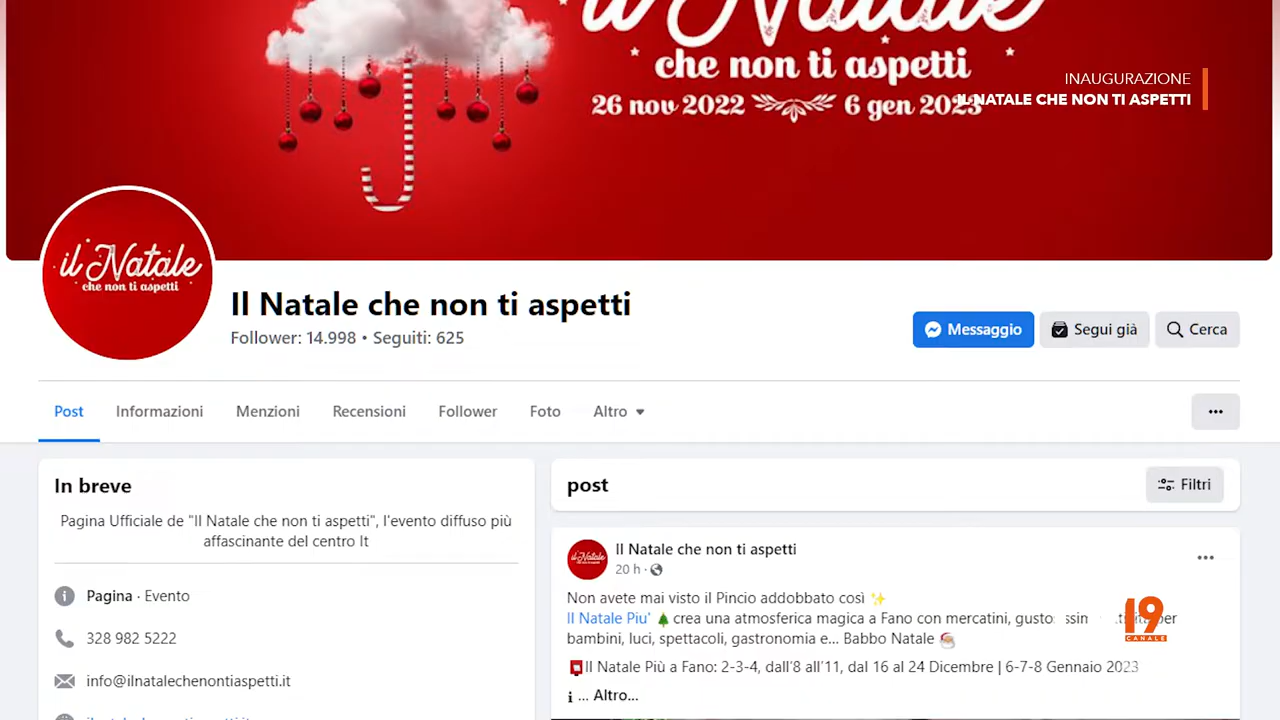 il Natale
che non ti aspetti
26 nov 2022 6 gen 2023
INAUGURAZIONE
IL NATALE CHE NON TI ASPETTI
il Natale
che non ti aspetti
Il Natale che non ti aspetti
Follower: 14.998 • Seguiti: 625
Messaggio
Segui già
Cerca
Post
Informazioni
Menzioni
Recensioni
Follower
Foto
Altro
In breve
Pagina Ufficiale de "Il Natale che non ti aspetti", l'evento diffuso più
affascinante del centro It
Pagina · Evento
328 982 5222
info@ilnatalechenontiaspetti.it
post
Filtri
Il Natale che non ti aspetti
20 h ·
Non avete mai visto il Pincio addobbato così ✨
Il Natale Piu' 🌲 crea una atmosferica magica a Fano con mercatini, per
bambini, luci, spettacoli, gastronomia e... Babbo Natale 🎅
Il Natale Più a Fano: 2-3-4, dall'8 all'11, dal 16 al 24 Dicembre | 6-7-8 Gennaio 2023
ℹ ... Altro...
19
CANALE